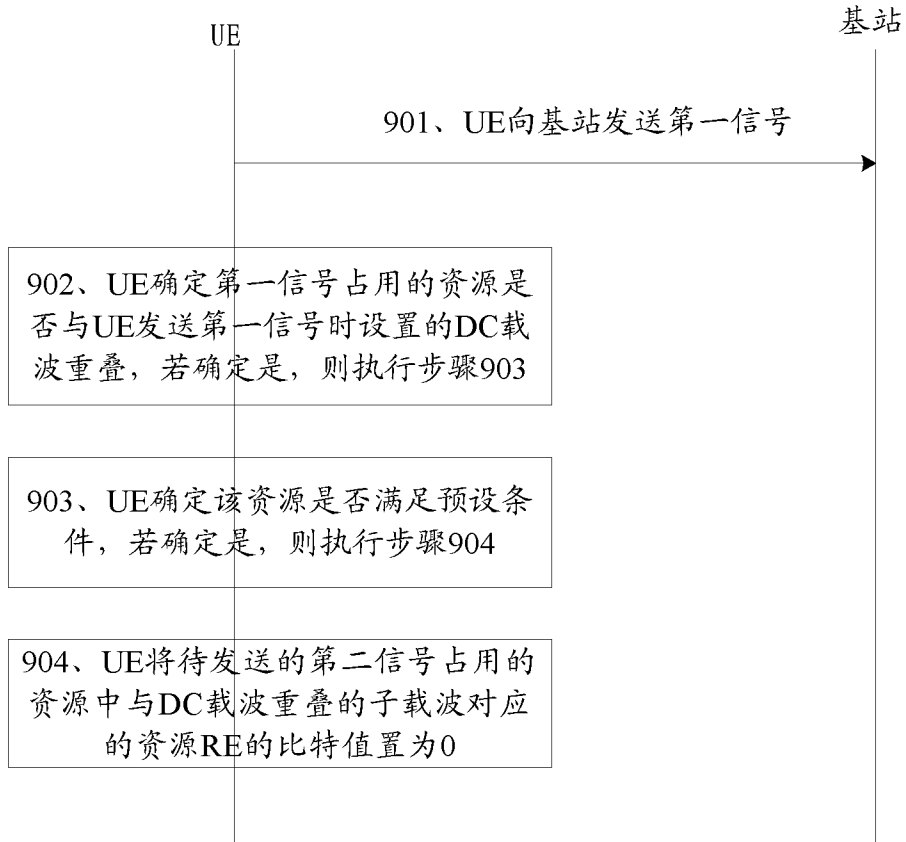 UE
基站
901、UE向基站发送第一信号
902、UE确定第一信号占用的资源是
否与UE发送第一信号时设置的DC载
波重叠，若确定是，则执行步骤903
903、UE确定该资源是否满足预设条
件，若确定是，则执行步骤904
904、UE将待发送的第二信号占用的
资源中与DC载波重叠的子载波对应
的资源RE的比特值置为0